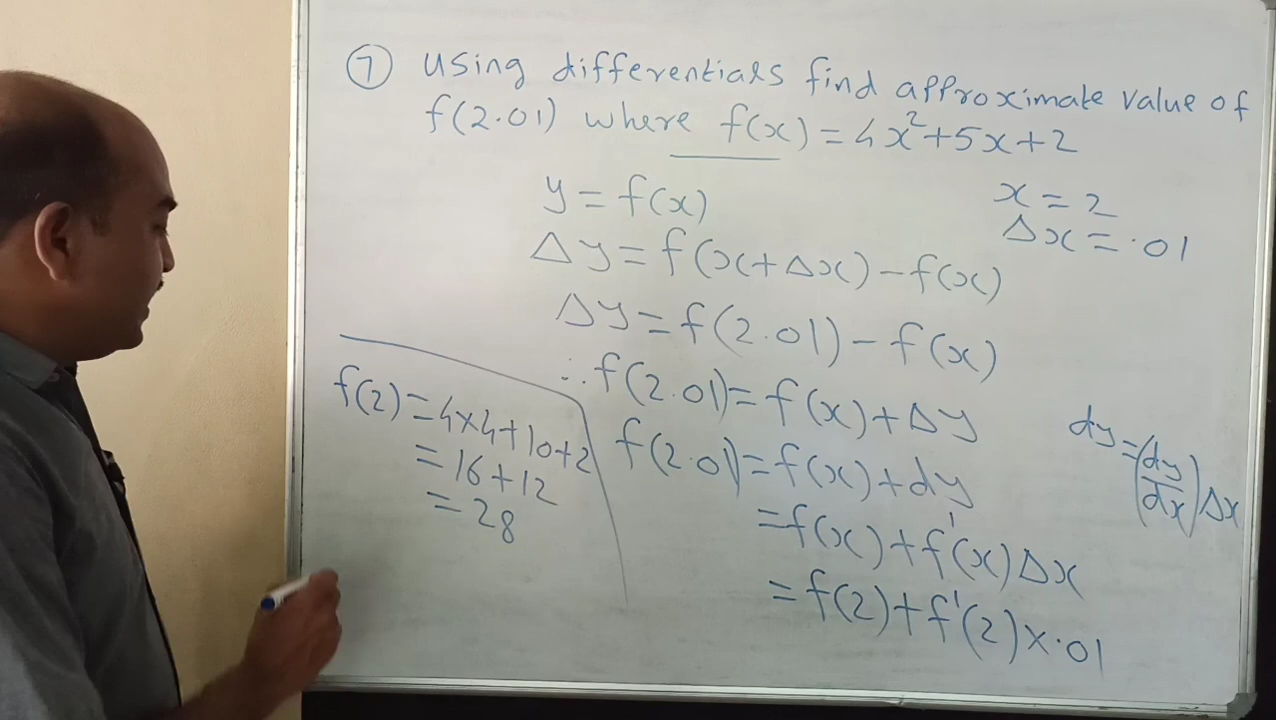 ⑦ Using differentials find approximate value of
f(2.01) where f(x) = 4x²+5x+2
y = f(x)
x = 2
Δy = f(x+Δx) - f(x)
Δx = .01
Δy = f(2.01) - f(x)
∴ f(2.01) = f(x) + Δy
f(2.01) = f(x) + dy
dy = (dy/dx) Δx
= f(x) + f'(x) Δx
= f(2) + f'(2) × .01
f(2) = 4×4+10+2
= 16+12
= 28